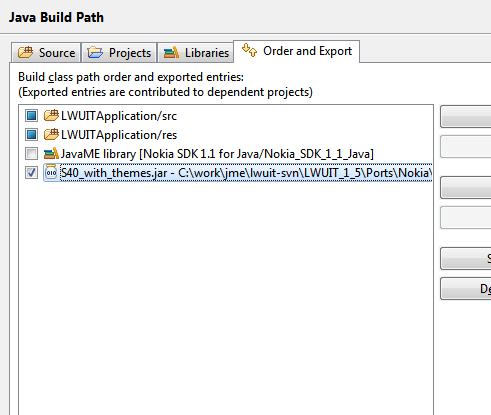 Java Build Path
Source Projects Libraries Order and Export
Build class path order and exported entries:
(Exported entries are contributed to dependent projects)
LWUITApplication/src
LWUITApplication/res
JavaME library [Nokia SDK 1.1 for Java/Nokia_SDK_1_1_Java]
S40_with_themes.jar - C:\work\jme\lwuit-svn\LWUIT_1_5\Ports\Nokia\
S
De